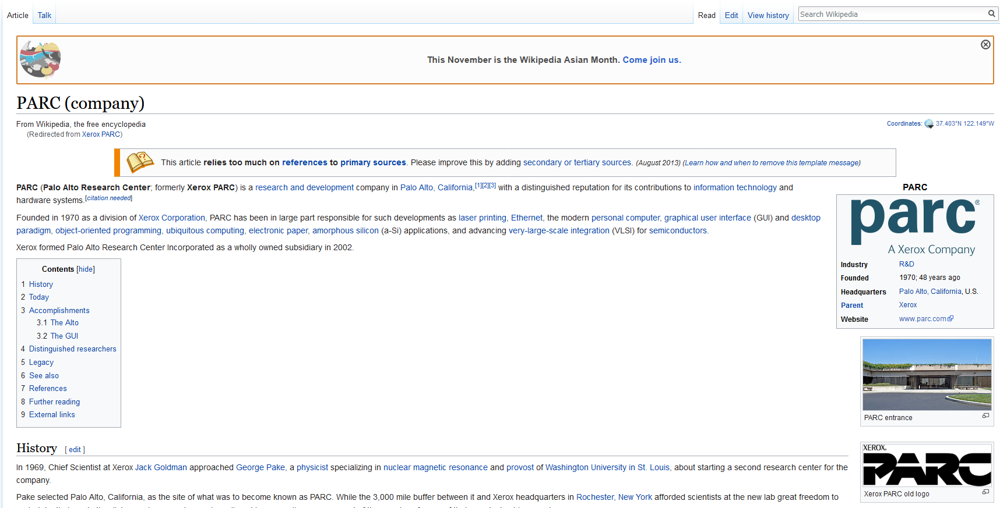 Article Talk Read Edit View history Search Wikipedia
This November is the Wikipedia Asian Month. Come join us.
PARC (company)
From Wikipedia, the free encyclopedia
Coordinates: 37.403°N 122.149°W
(Redirected from Xerox PARC)
This article relies too much on references to primary sources. Please improve this by adding secondary or tertiary sources. (August 2013) (Learn how and when to remove this template message)
PARC (Palo Alto Research Center; formerly Xerox PARC) is a research and development company in Palo Alto, California,[1][2][3] with a distinguished reputation for its contributions to information technology and
hardware systems.[citation needed]
Founded in 1970 as a division of Xerox Corporation, PARC has been in large part responsible for such developments as laser printing, Ethernet, the modern personal computer, graphical user interface (GUI) and desktop
paradigm, object-oriented programming, ubiquitous computing, electronic paper, amorphous silicon (a-Si) applications, and advancing very-large-scale integration (VLSI) for semiconductors.
Xerox formed Palo Alto Research Center Incorporated as a wholly owned subsidiary in 2002.
PARC
parc®
A Xerox Company
Industry R&D
Founded 1970; 48 years ago
Headquarters Palo Alto, California, U.S.
Parent Xerox
Website www.parc.com
PARC entrance
XEROX.
PARC
Xerox PARC old logo
Contents [hide]
1 History
2 Today
3 Accomplishments
3.1 The Alto
3.2 The GUI
4 Distinguished researchers
5 Legacy
6 See also
7 References
8 Further reading
9 External links
History [ edit ]
In 1969, Chief Scientist at Xerox Jack Goldman approached George Pake, a physicist specializing in nuclear magnetic resonance and provost of Washington University in St. Louis, about starting a second research center for the
company.
Pake selected Palo Alto, California, as the site of what was to become known as PARC. While the 3,000 mile buffer between it and Xerox headquarters in Rochester, New York afforded scientists at the new lab great freedom to